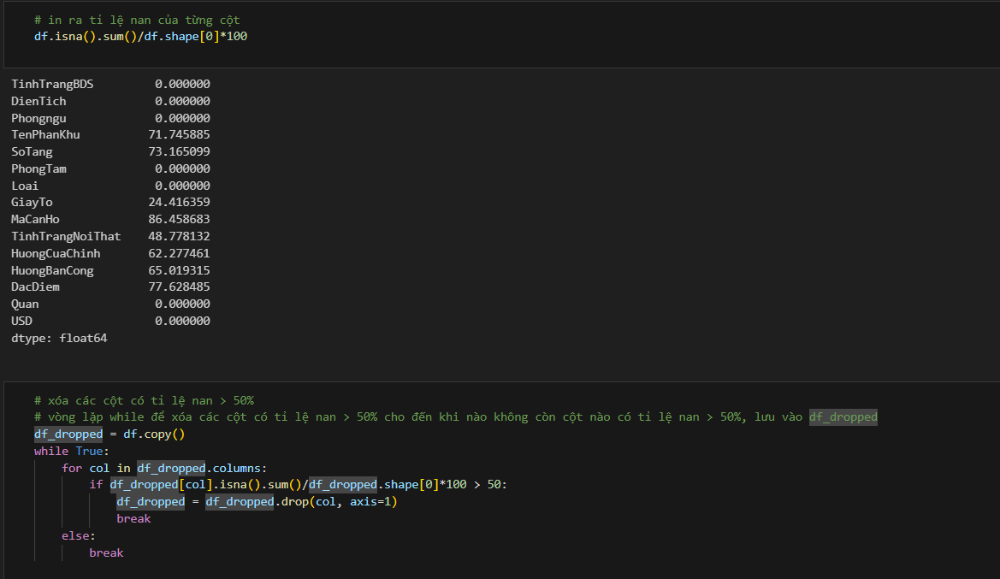 # in ra tỉ lệ nan của từng cột
df.isna().sum()/df.shape[0]*100
TinhTrangBDS 0.000000
DienTich 0.000000
Phongngu 0.000000
TenPhanKhu 71.745885
SoTang 73.165099
PhongTam 0.000000
Loai 0.000000
GiayTo 24.416359
MaCanHo 86.458683
TinhTrangNoiThat 48.778132
HuongCuaChinh 62.277461
HuongBanCong 65.019315
DacDiem 77.628485
Quan 0.000000
USD 0.000000
dtype: float64
# xóa các cột có tỉ lệ nan > 50%
# vòng lặp while để xóa các cột có tỉ lệ nan > 50% cho đến khi nào không còn cột nào có tỉ lệ nan > 50%, lưu vào df_dropped
df_dropped = df.copy()
while True:
    for col in df_dropped.columns:
        if df_dropped[col].isna().sum()/df_dropped.shape[0]*100 > 50:
            df_dropped = df_dropped.drop(col, axis=1)
            break
    else:
        break